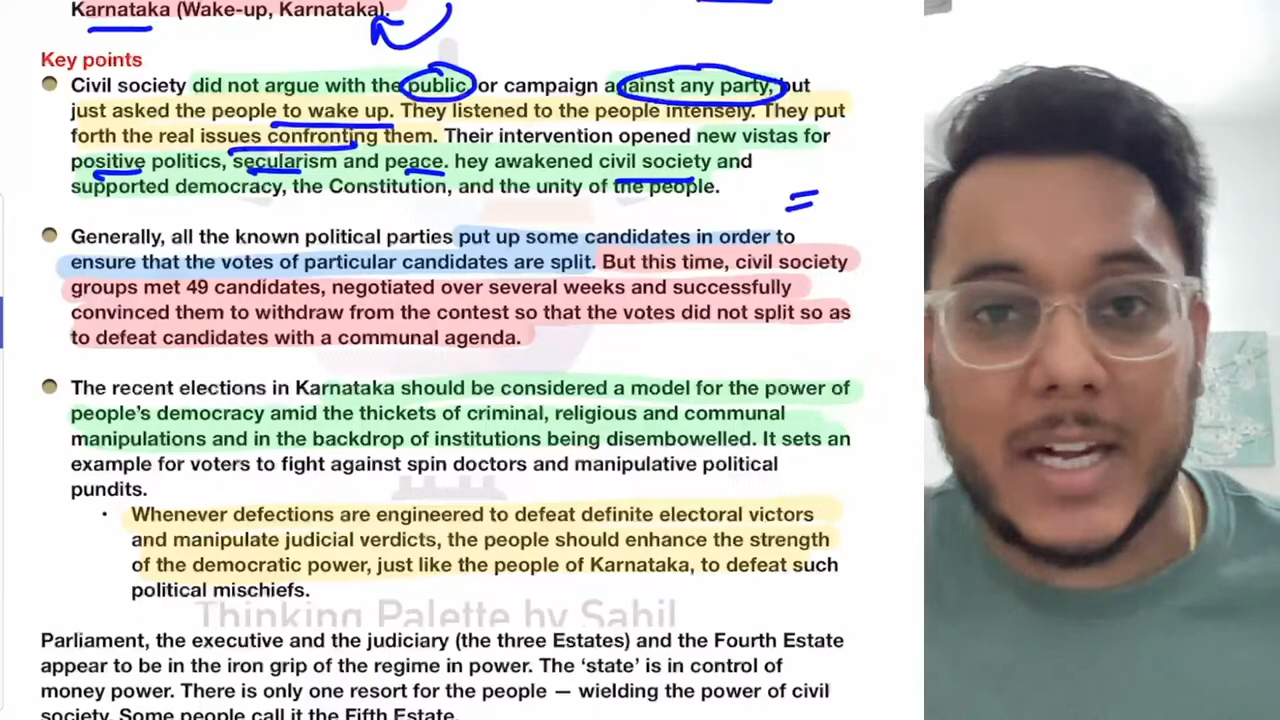 Karnataka (Wake-up, Karnataka).
Key points
Civil society did not argue with the public or campaign against any party, but
just asked the people to wake up. They listened to the people intensely. They put
forth the real issues confronting them. Their intervention opened new vistas for
positive politics, secularism and peace. hey awakened civil society and
supported democracy, the Constitution, and the unity of the people.
Generally, all the known political parties put up some candidates in order to
ensure that the votes of particular candidates are split. But this time, civil society
groups met 49 candidates, negotiated over several weeks and successfully
convinced them to withdraw from the contest so that the votes did not split so as
to defeat candidates with a communal agenda.
The recent elections in Karnataka should be considered a model for the power of
people’s democracy amid the thickets of criminal, religious and communal
manipulations and in the backdrop of institutions being disembowelled. It sets an
example for voters to fight against spin doctors and manipulative political
pundits.
Whenever defections are engineered to defeat definite electoral victors
and manipulate judicial verdicts, the people should enhance the strength
of the democratic power, just like the people of Karnataka, to defeat such
political mischiefs.
Thinking Palette by Sahil
Parliament, the executive and the judiciary (the three Estates) and the Fourth Estate
appear to be in the iron grip of the regime in power. The ‘state’ is in control of
money power. There is only one resort for the people — wielding the power of civil
society. Some people call it the Fifth Estate.